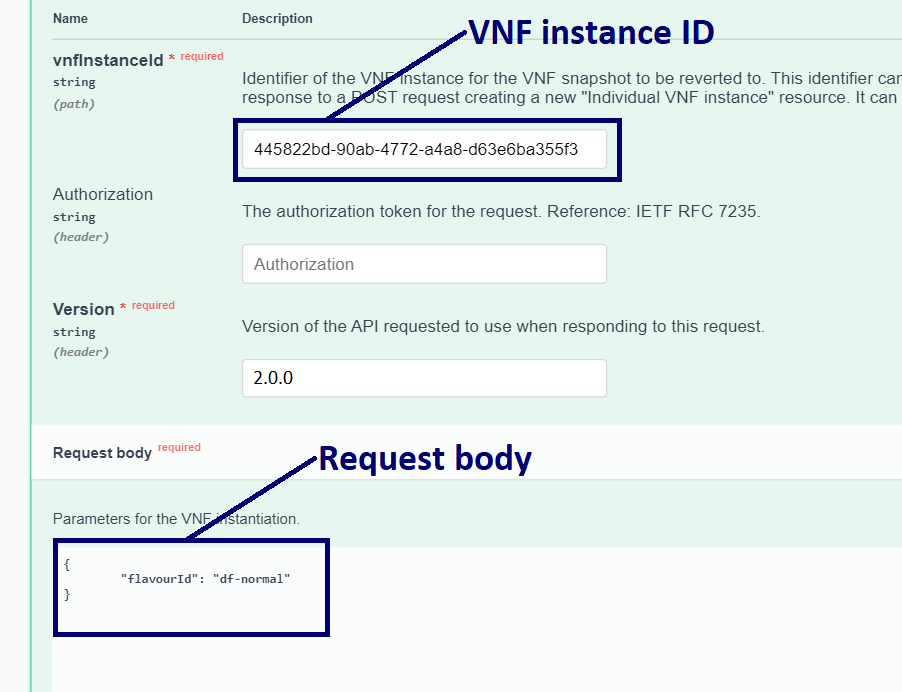 Name Description
VNF instance ID
vnfInstanceId * required
string
(path)
Identifier of the VNF instance for the VNF snapshot to be reverted to. This identifier can
response to a POST request creating a new "Individual VNF instance" resource. It can
445822bd-90ab-4772-a4a8-d63e6ba355f3
Authorization
string
(header)
The authorization token for the request. Reference: IETF RFC 7235.
Authorization
Version * required
string
(header)
Version of the API requested to use when responding to this request.
2.0.0
Request body required
Request body
Parameters for the VNF instantiation.
{
"flavourId": "df-normal"
}